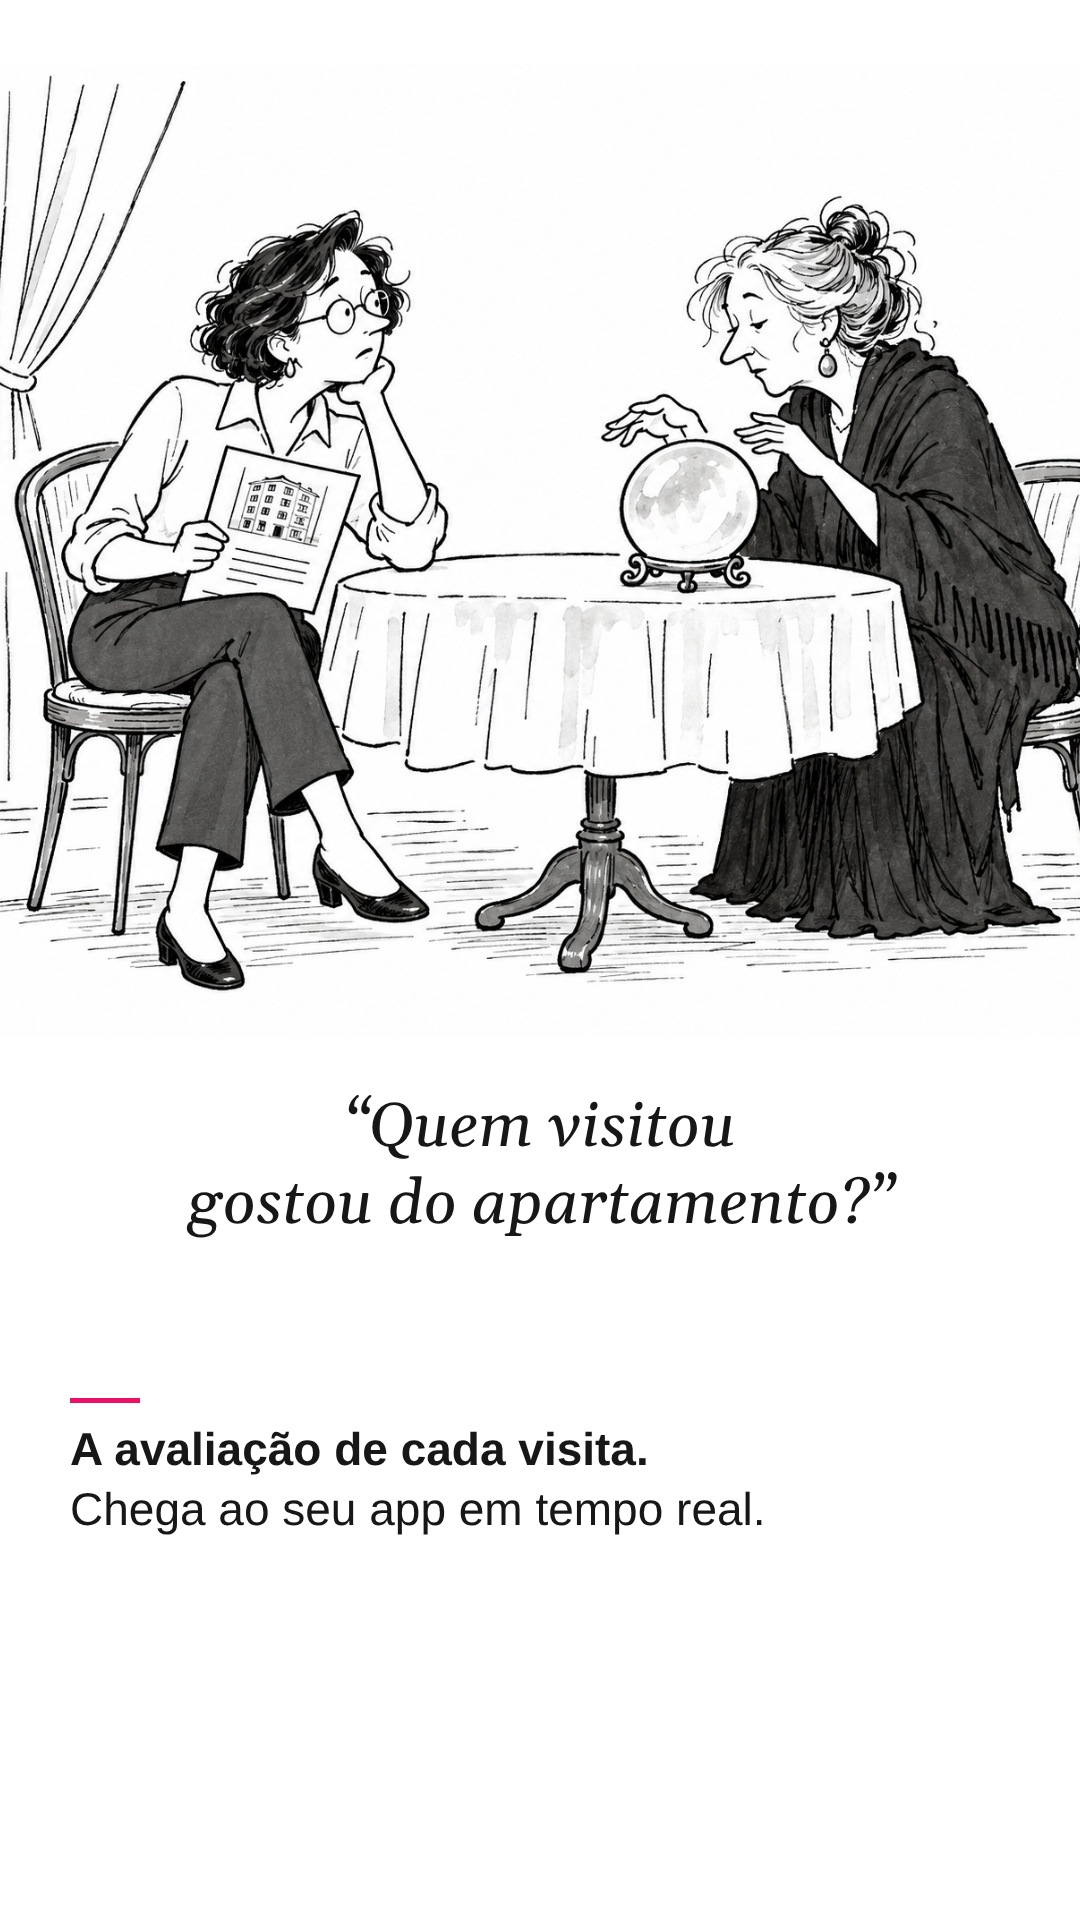 “Quem visitou
gostou do apartamento?”
A avaliação de cada visita.
Chega ao seu app em tempo real.